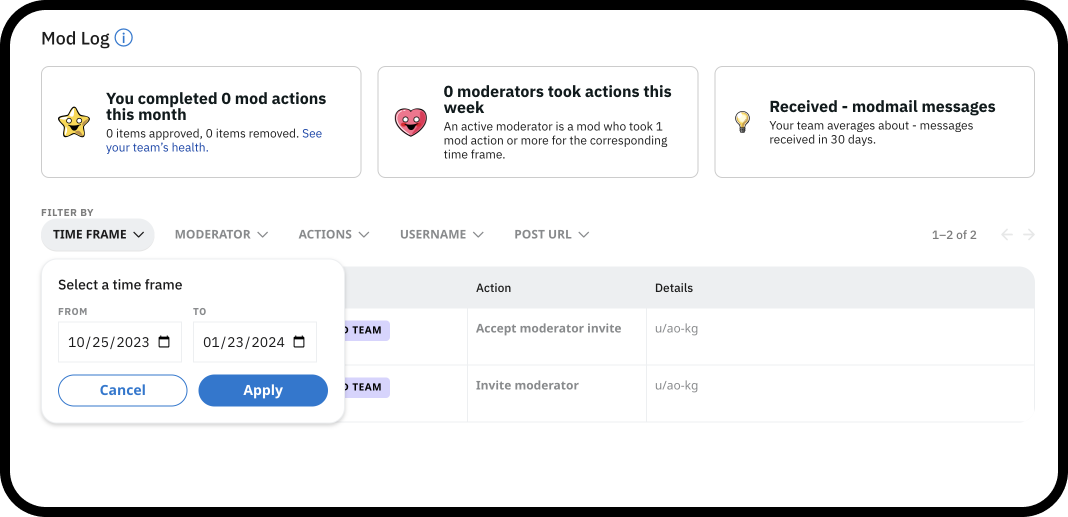 Mod Log
You completed 0 mod actions
this month
0 items approved, 0 items removed. See
your team's health.
0 moderators took actions this
week
An active moderator is a mod who took 1
mod action or more for the corresponding
time frame.
Received - modmail messages
Your team averages about - messages
received in 30 days.
FILTER BY
TIME FRAME MODERATOR ACTIONS USERNAME POST URL 1–2 of 2
Select a time frame
FROM TO
10/25/2023 01/23/2024
Cancel Apply
Action Details
TEAM Accept moderator invite u/ao-kg
TEAM Invite moderator u/ao-kg